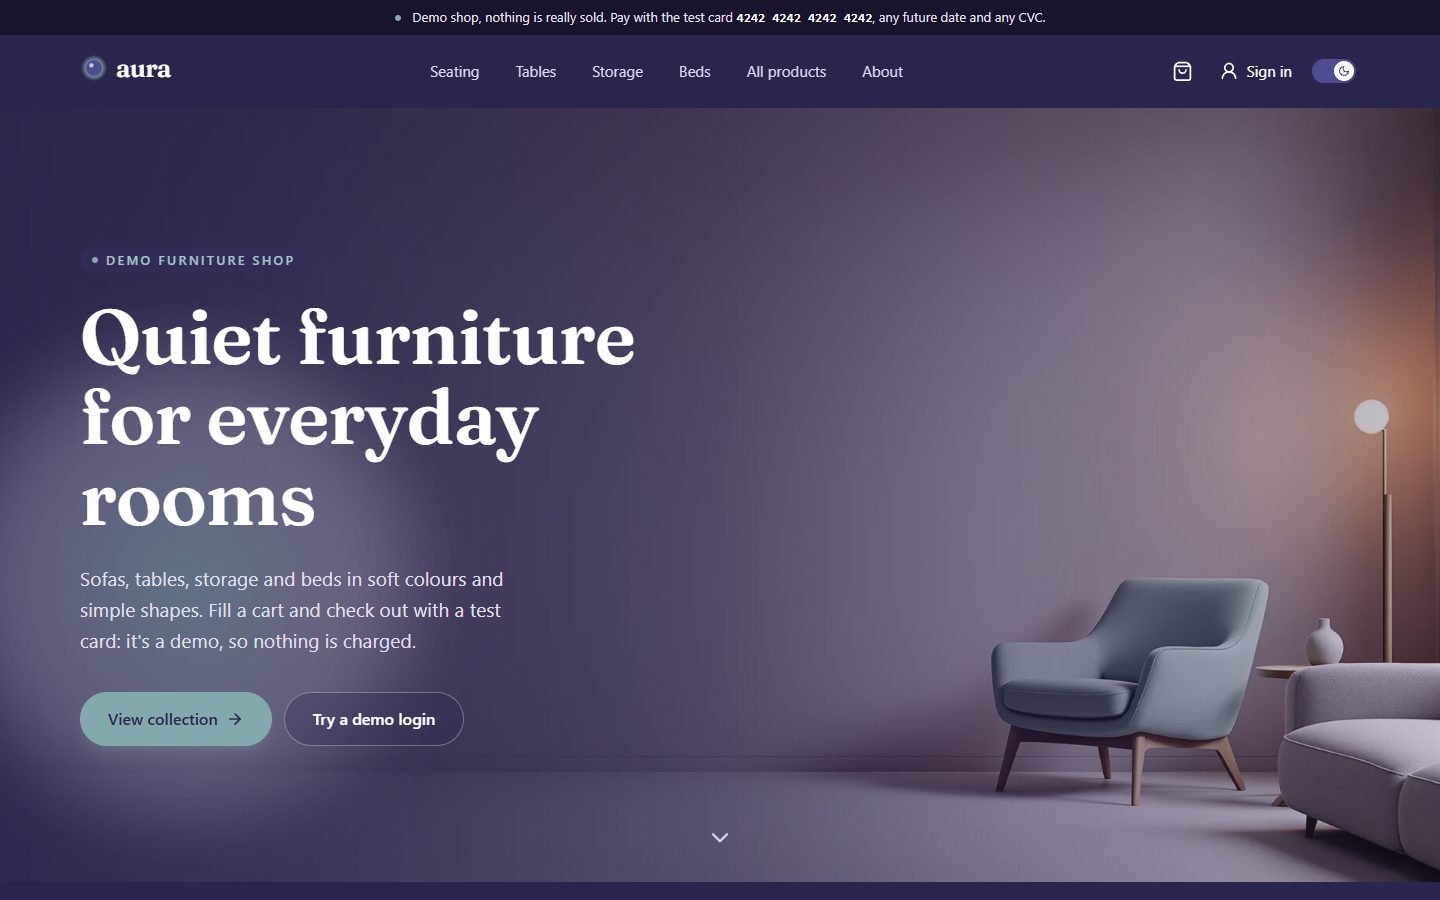 Demo shop, nothing is really sold. Pay with the test card 4242 4242 4242 4242, any future date and any CVC.
aura
Seating
Tables
Storage
Beds
All products
About
Sign in
DEMO FURNITURE SHOP
Quiet furniture
for everyday
rooms
Sofas, tables, storage and beds in soft colours and
simple shapes. Fill a cart and check out with a test
card: it's a demo, so nothing is charged.
View collection
Try a demo login